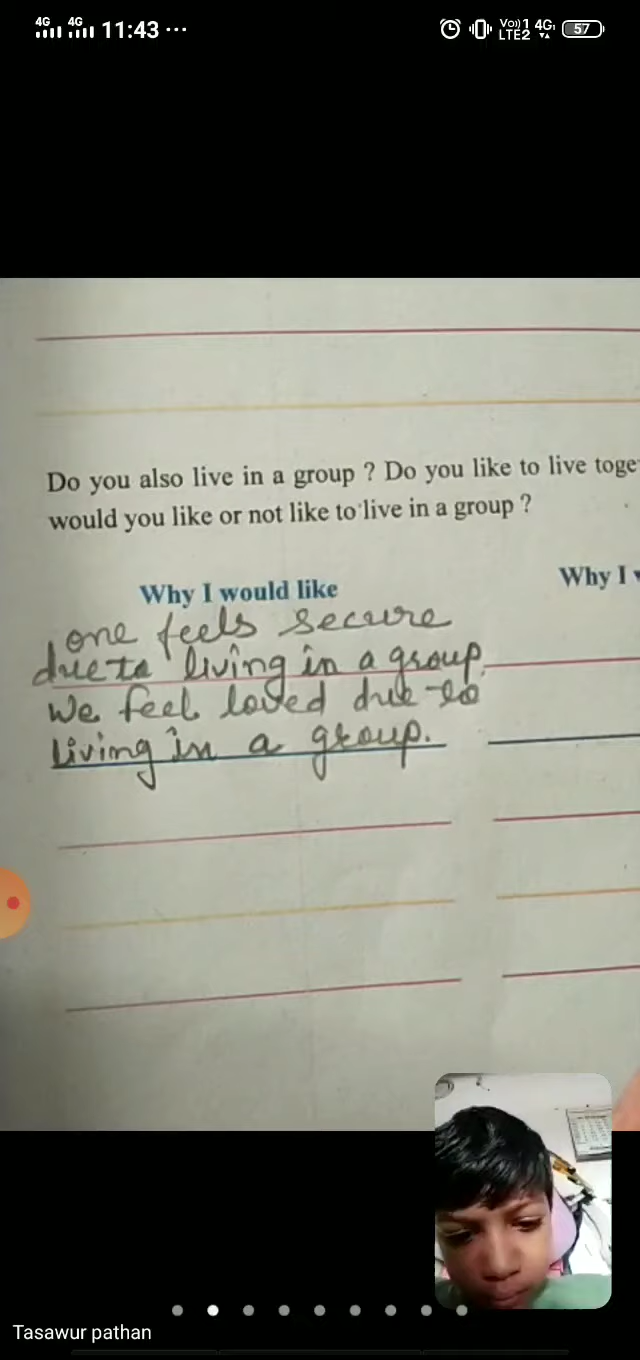 4G 4G 11:43 ... Vo))1 4G LTE2 57
Do you also live in a group ? Do you like to live toge
would you like or not like to live in a group ?
Why I would like
Why I
one feels secure
due to living in a group
We feel loved due to
living in a group.
Tasawur pathan